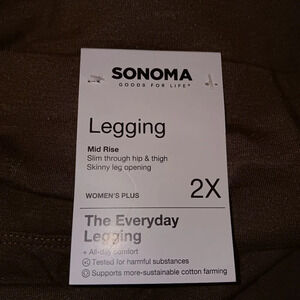 SONOMA
GOODS FOR LIFE®
Legging
Mid Rise
Slim through hip & thigh
Skinny leg opening
WOMEN'S PLUS 2X
The Everyday
Legging
+ All-day comfort
Tested for harmful substances
Supports more-sustainable cotton farming